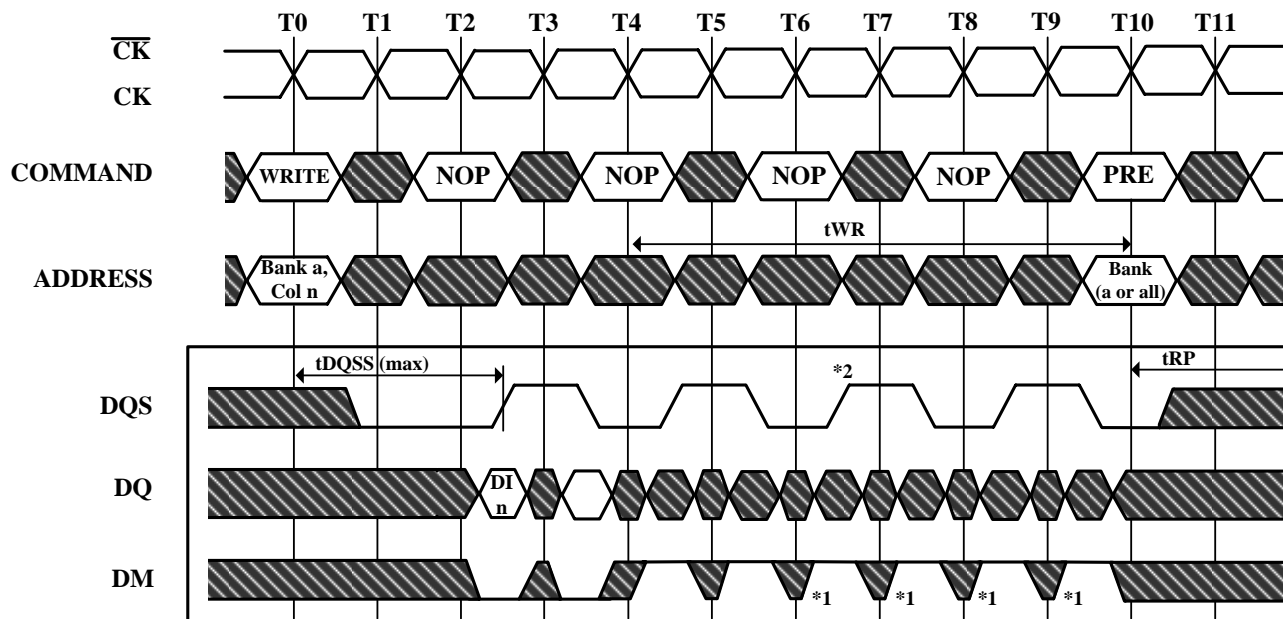 T0 T1 T2 T3 T4 T5 T6 T7 T8 T9 T10 T11
CK
CK
COMMAND WRITE NOP NOP NOP NOP PRE
tWR
ADDRESS Bank a, Col n Bank (a or all)
tDQSS (max) *2 tRP
DQS
DQ DI n
DM *1 *1 *1 *1